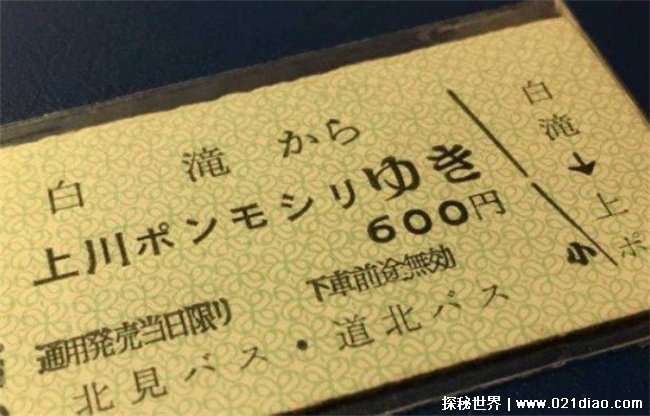 白滝から
上川ポンモシリゆき
600円
通用発売当日限り
下車前途無効
北見バス・道北バス
白滝
→
上ポ
小
探秘世界 | www.021diao.com